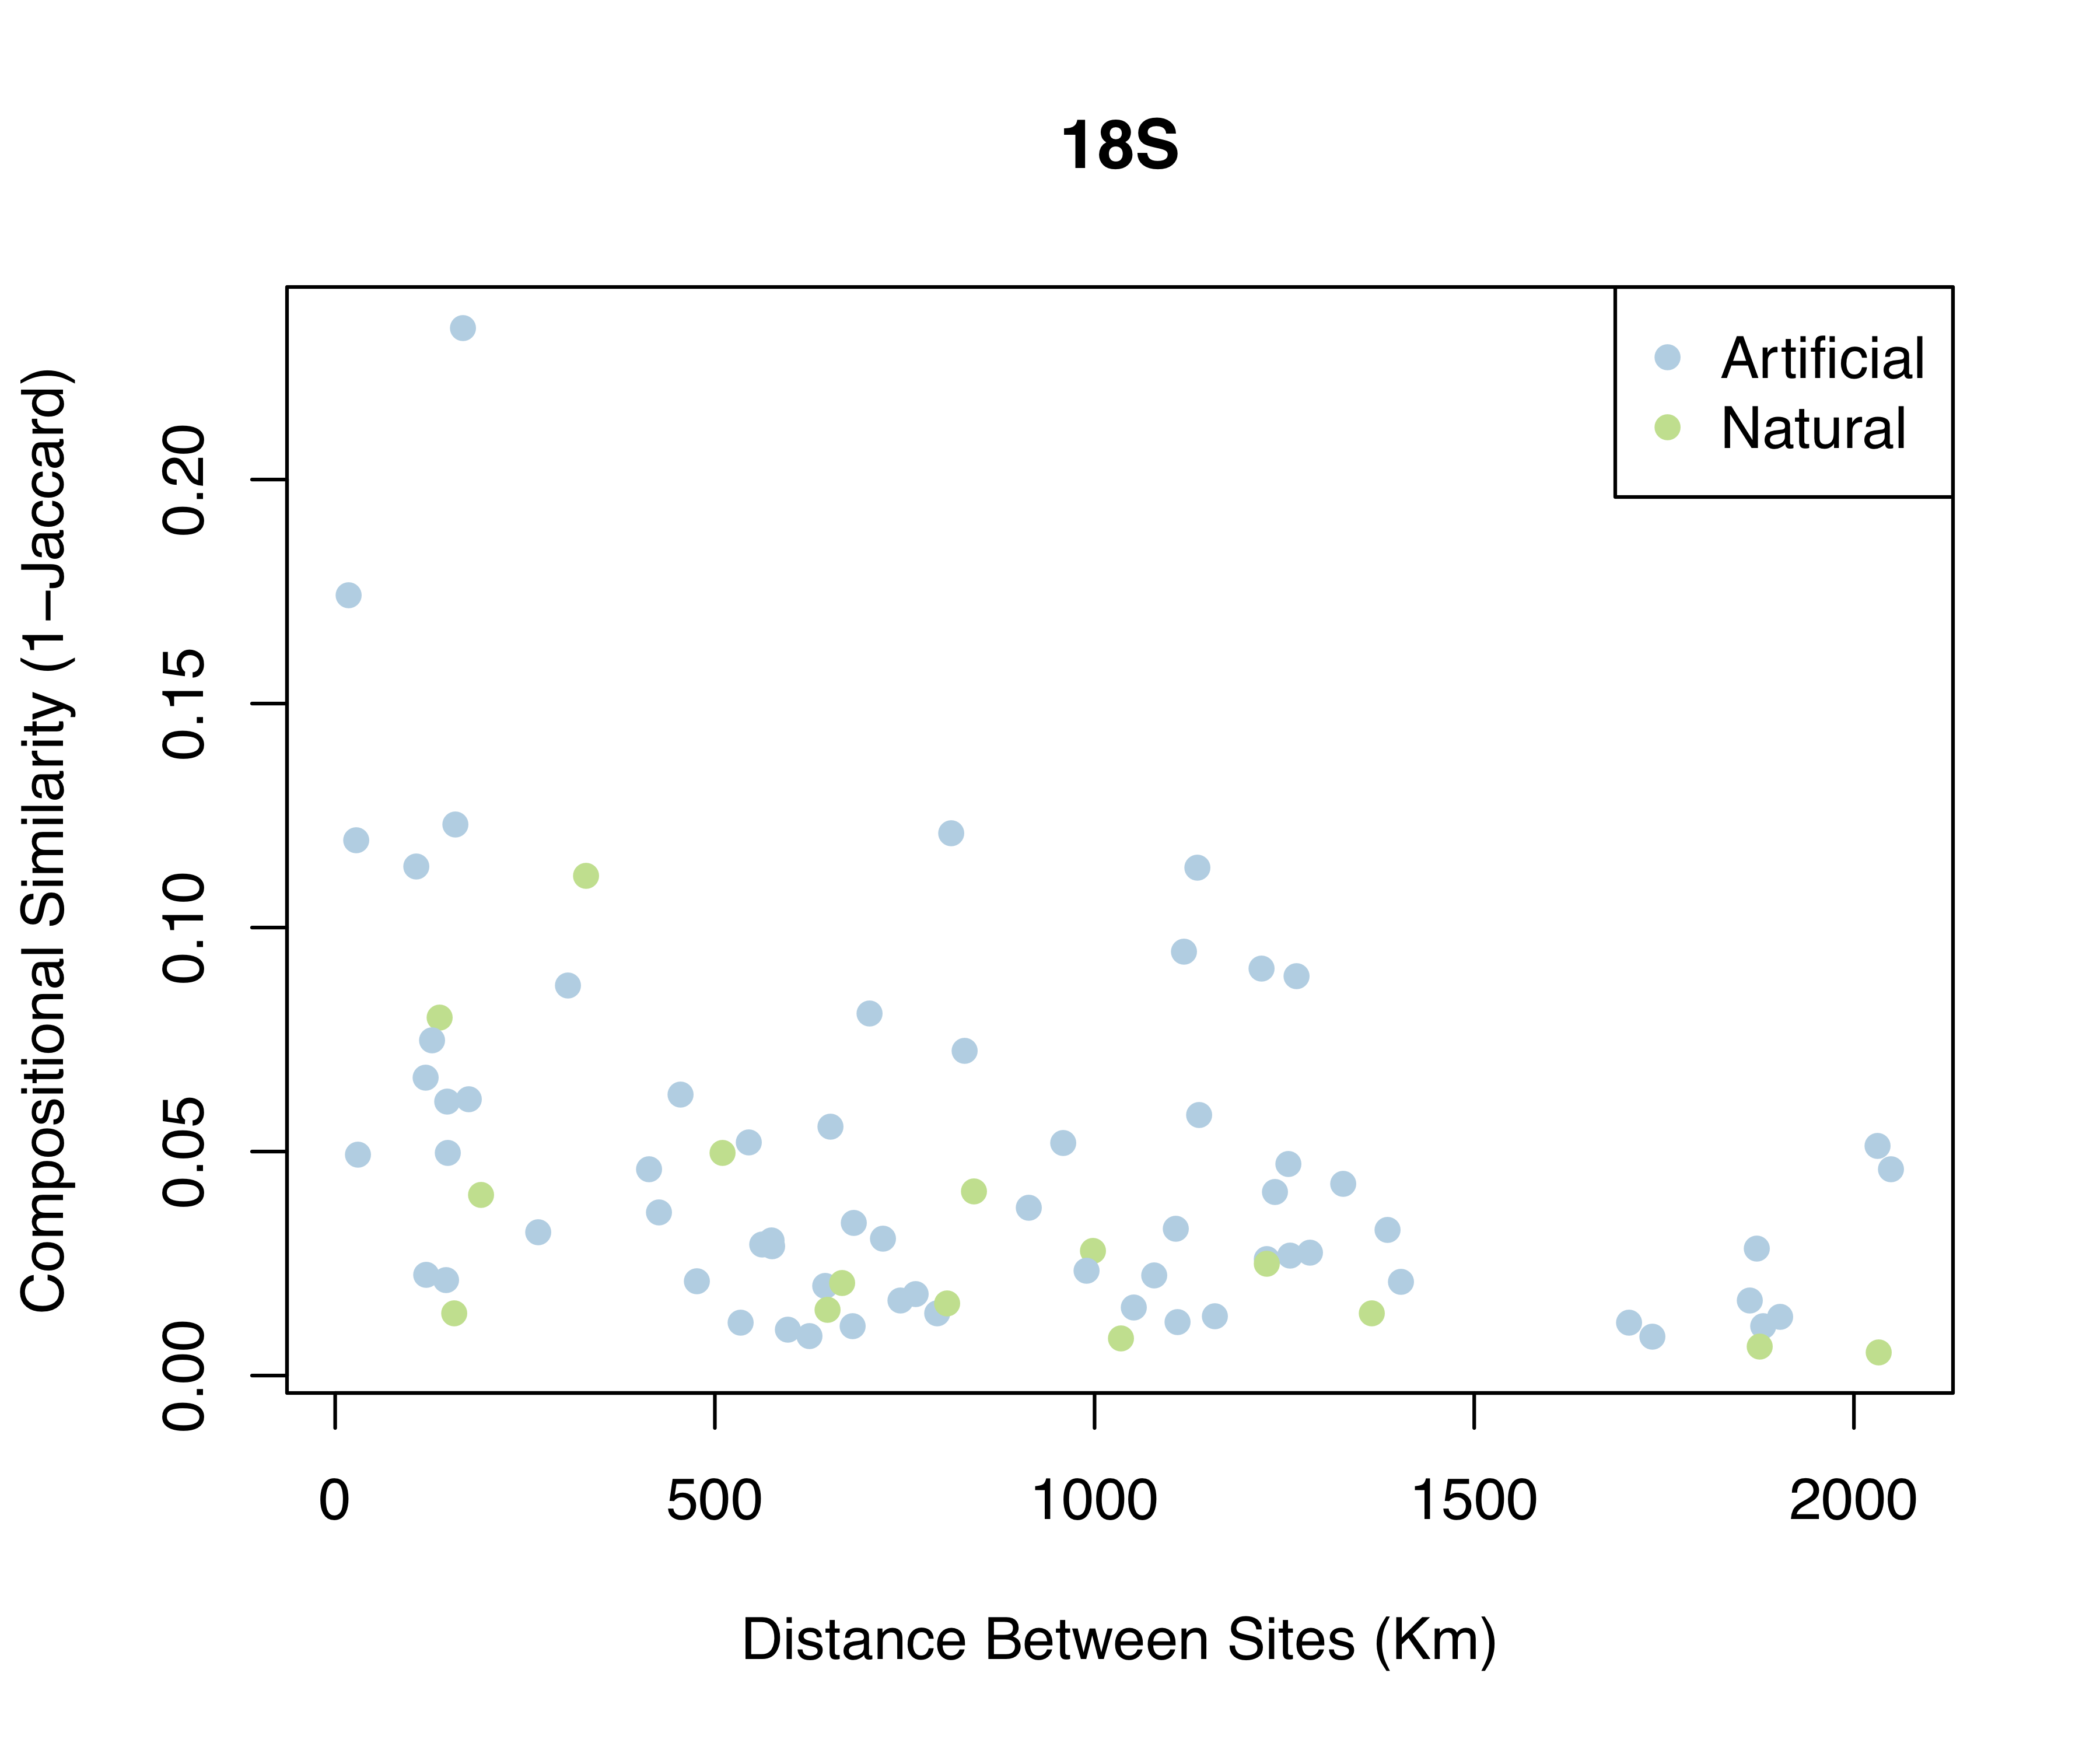 18S
Artificial
Natural
Compositional Similarity (1−Jaccard)
0.20
0.15
0.10
0.05
0.00
0 500 1000 1500 2000
Distance Between Sites (Km)